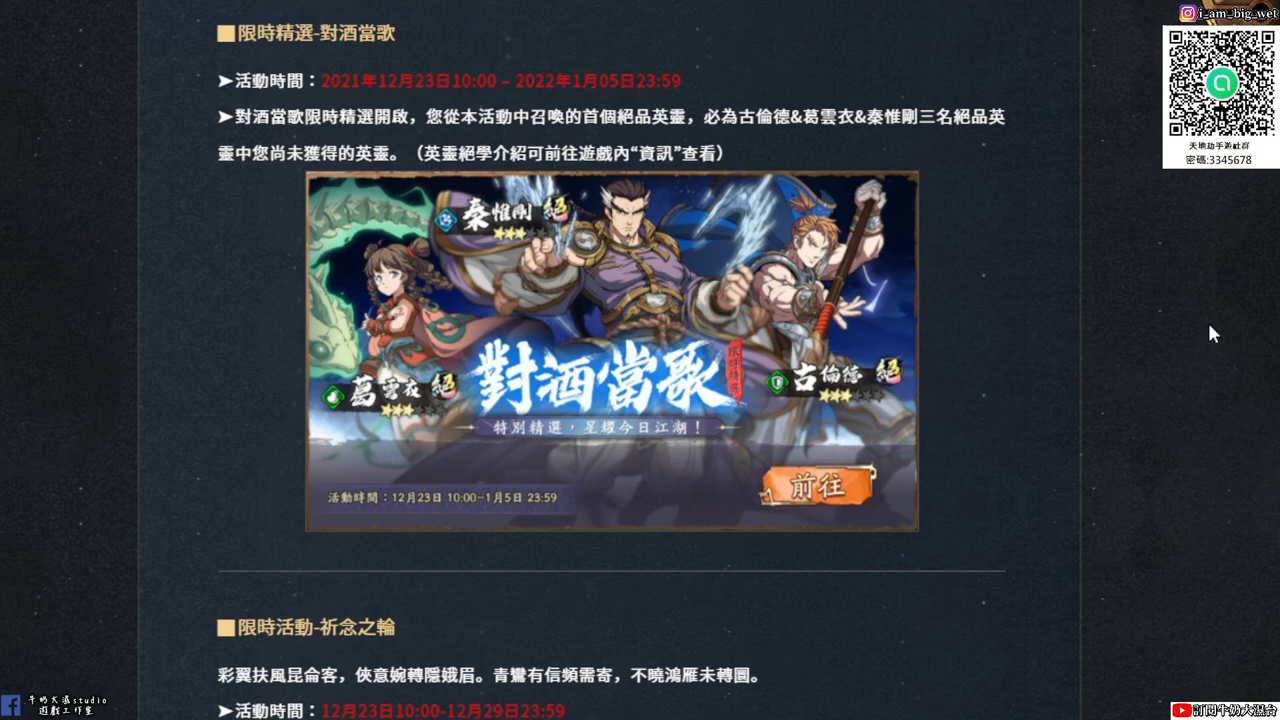 ■限時精選-對酒當歌
i_am_big_wet
➤活動時間：2021年12月23日10:00 – 2022年1月05日23:59
➤對酒當歌限時精選開啟，您從本活動中召喚的首個絕品英靈，必為古倫德&葛雲衣&秦惟剛三名絕品英
靈中您尚未獲得的英靈。（英靈絕學介紹可前往遊戲內“資訊”查看）
天地劫手游社群
密碼:3345678
秦惟剛 絕
葛雲衣 絕
古倫德 絕
對酒當歌
限時精選
特別精選，星耀今日江湖！
活動時間：12月23日 10:00-1月5日 23:59
前往
■限時活動-祈念之輪
彩翼扶風昆侖客，俠意婉轉隱娥眉。青鸞有信頻需寄，不曉鴻雁未轉圜。
➤活動時間：12月23日10:00-12月29日23:59
牛奶大濕studio
遊戲工作室
訂閱牛奶大濕台